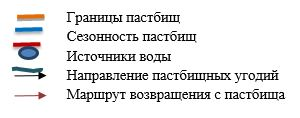 Границы пастбищ
Сезонность пастбищ
Источники воды
Направление пастбищных угодий
Маршрут возвращения с пастбища